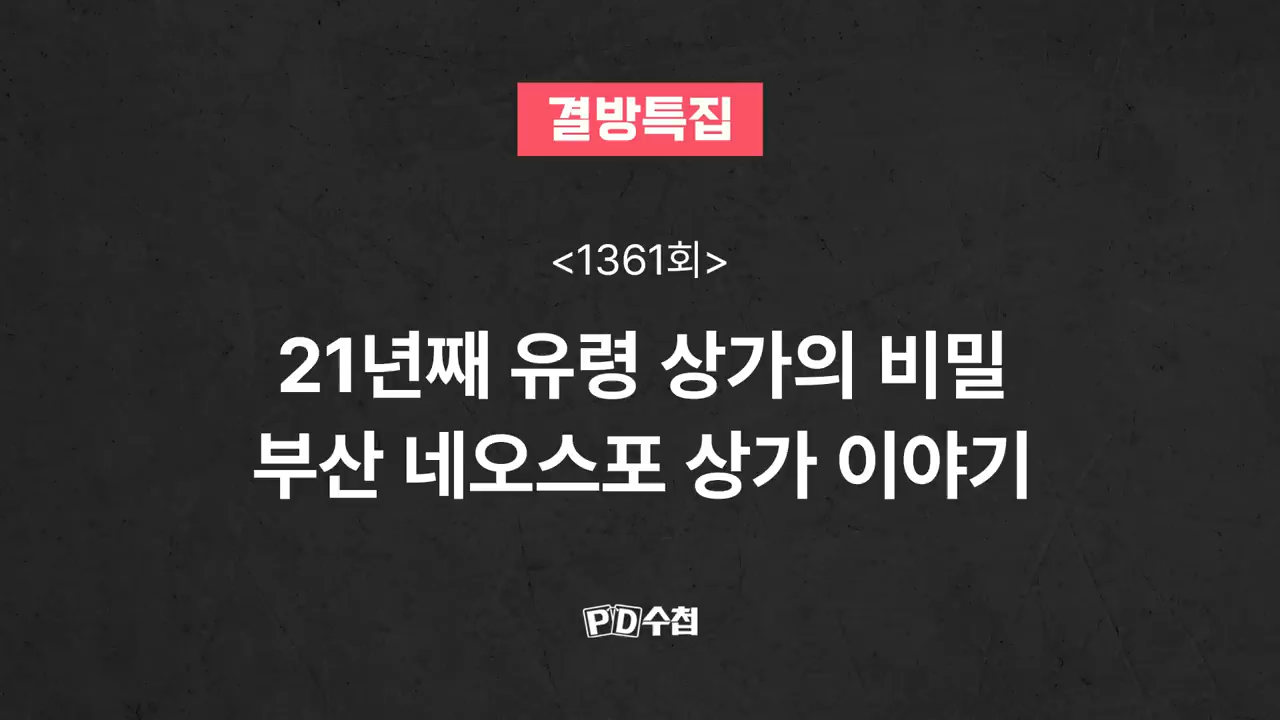 결방특집
<1361회>
21년째 유령 상가의 비밀
부산 네오스포 상가 이야기
PD수첩